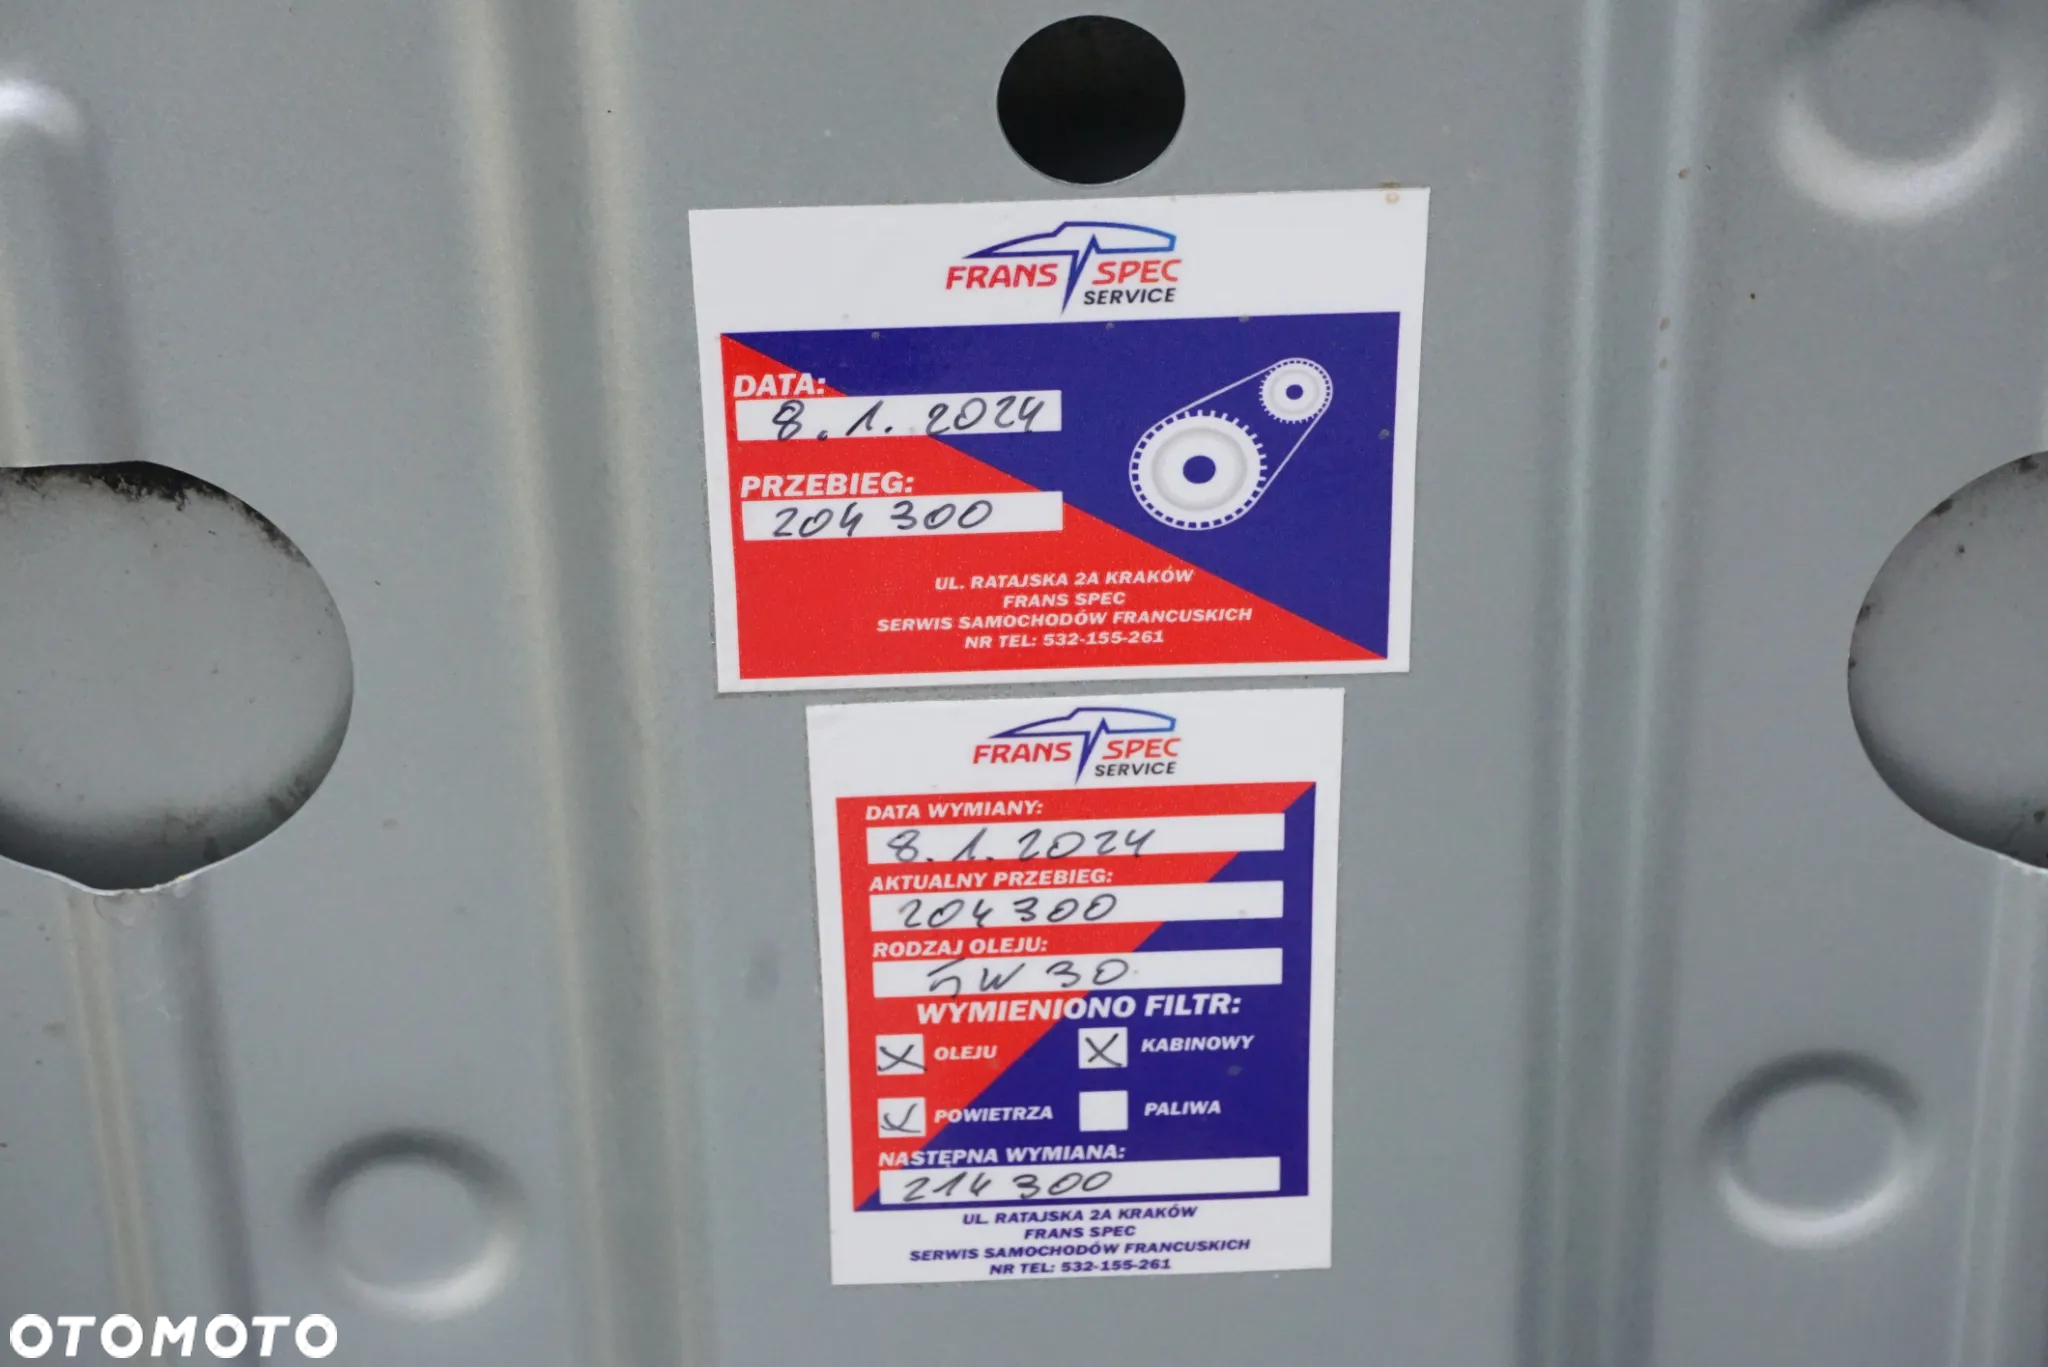 FRANS SPEC
SERVICE
DATA:
8.1.2024
PRZEBIEG:
204 300
UL. RATAJSKA 2A KRAKÓW
FRANS SPEC
SERWIS SAMOCHODÓW FRANCUSKICH
NR TEL: 532-155-261
FRANS SPEC
SERVICE
DATA WYMIANY:
8.1.2024
AKTUALNY PRZEBIEG:
204 300
RODZAJ OLEJU:
5W 30
WYMIENIONO FILTR:
X OLEJU X KABINOWY
X POWIETRZA PALIWA
NASTĘPNA WYMIANA:
214 300
UL. RATAJSKA 2A KRAKÓW
FRANS SPEC
SERWIS SAMOCHODÓW FRANCUSKICH
NR TEL: 532-155-261
OTOMOTO